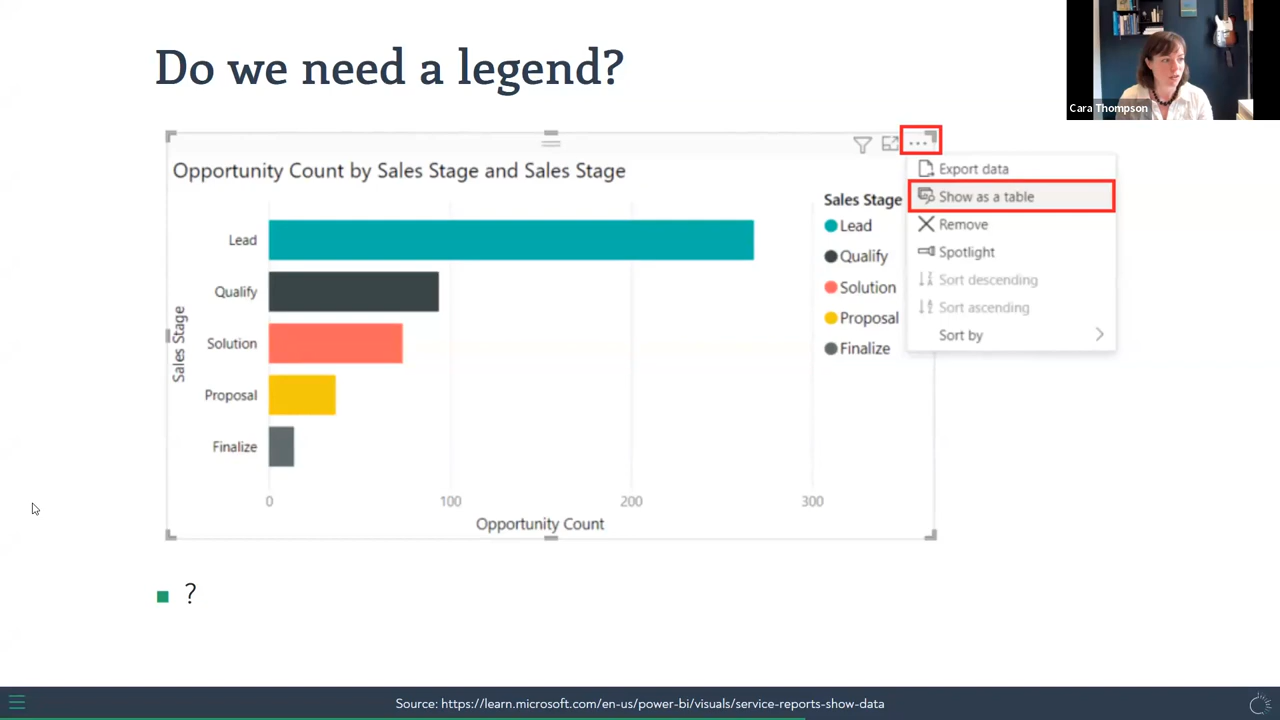 Do we need a legend?
Cara Thompson
Opportunity Count by Sales Stage and Sales Stage
Export data
Show as a table
Remove
Spotlight
Sort descending
Sort ascending
Sort by
Sales Stage
Lead
Qualify
Solution
Proposal
Finalize
Sales Stage
Lead
Qualify
Solution
Proposal
Finalize
0 100 200 300
Opportunity Count
?
Source: https://learn.microsoft.com/en-us/power-bi/visuals/service-reports-show-data